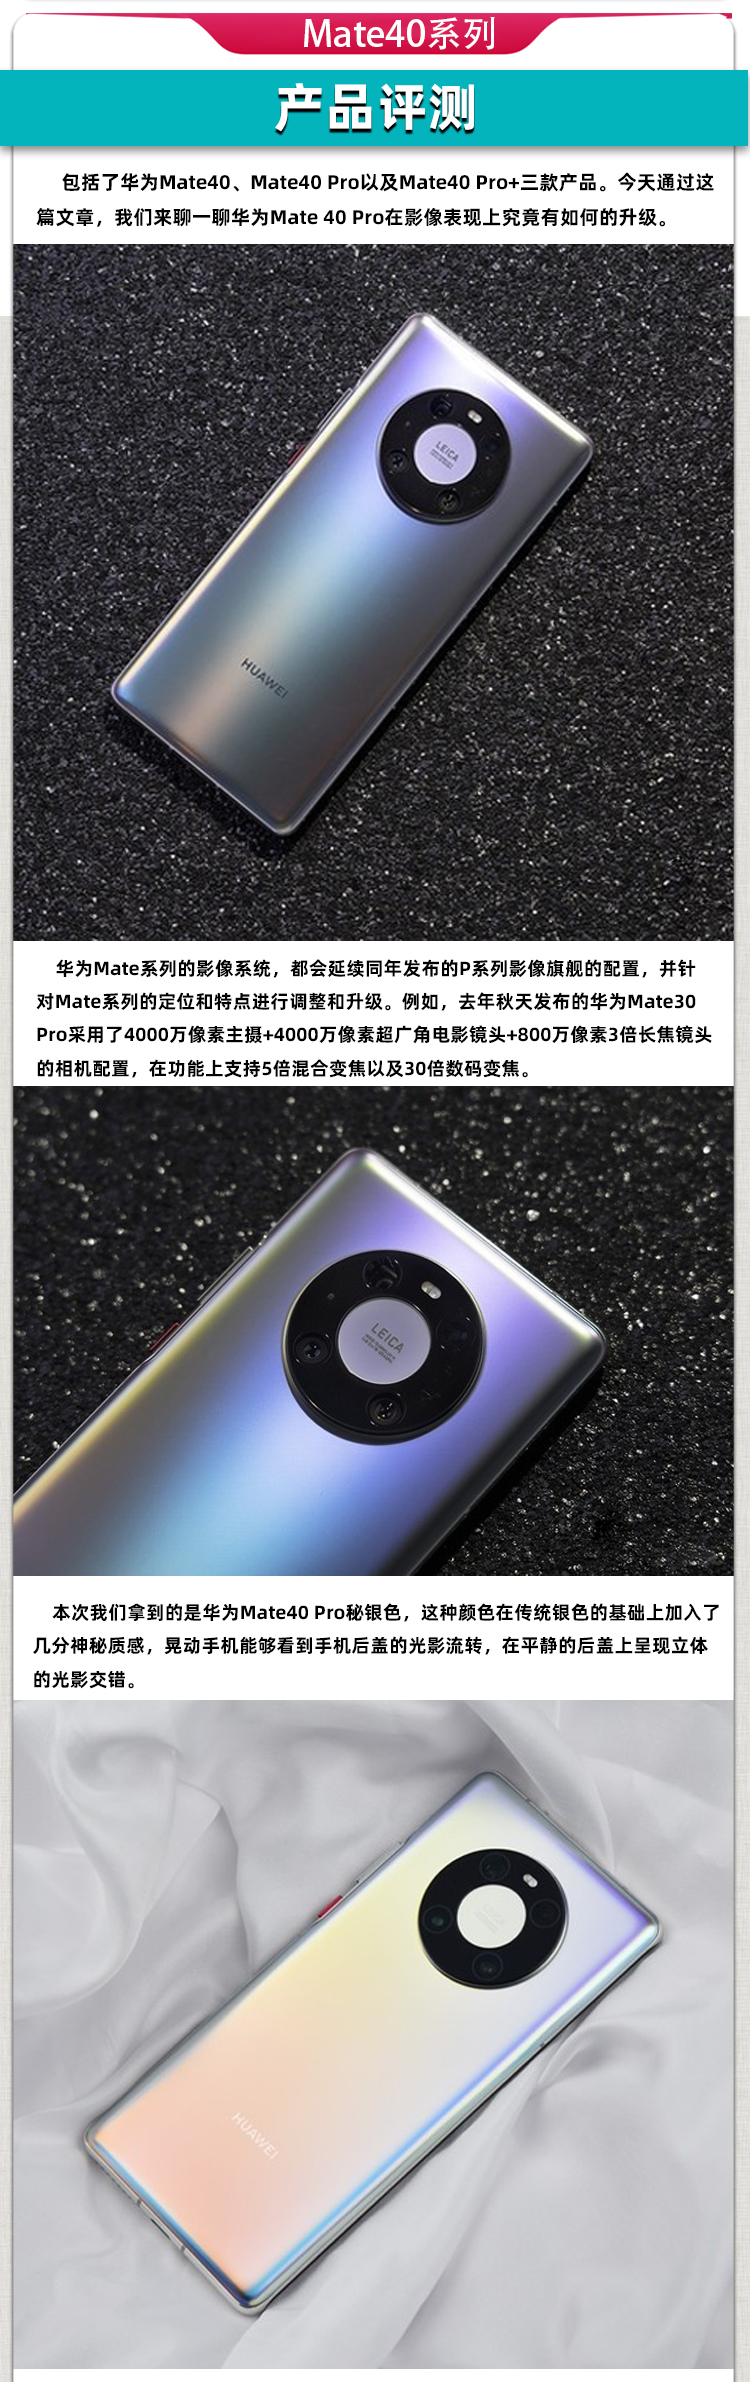 Mate40系列
产品评测
包括了华为Mate40、Mate40 Pro以及Mate40 Pro+三款产品。今天通过这
篇文章，我们来聊一聊华为Mate 40 Pro在影像表现上究竟有如何的升级。
LEICA
HUAWEI
华为Mate系列的影像系统，都会延续同年发布的P系列影像旗舰的配置，并针
对Mate系列的定位和特点进行调整和升级。例如，去年秋天发布的华为Mate30
Pro采用了4000万像素主摄+4000万像素超广角电影镜头+800万像素3倍长焦镜头
的相机配置，在功能上支持5倍混合变焦以及30倍数码变焦。
LEICA
本次我们拿到的是华为Mate40 Pro秘银色，这种颜色在传统银色的基础上加入了
几分神秘质感，晃动手机能够看到手机后盖的光影流转，在平静的后盖上呈现立体
的光影交错。
HUAWEI